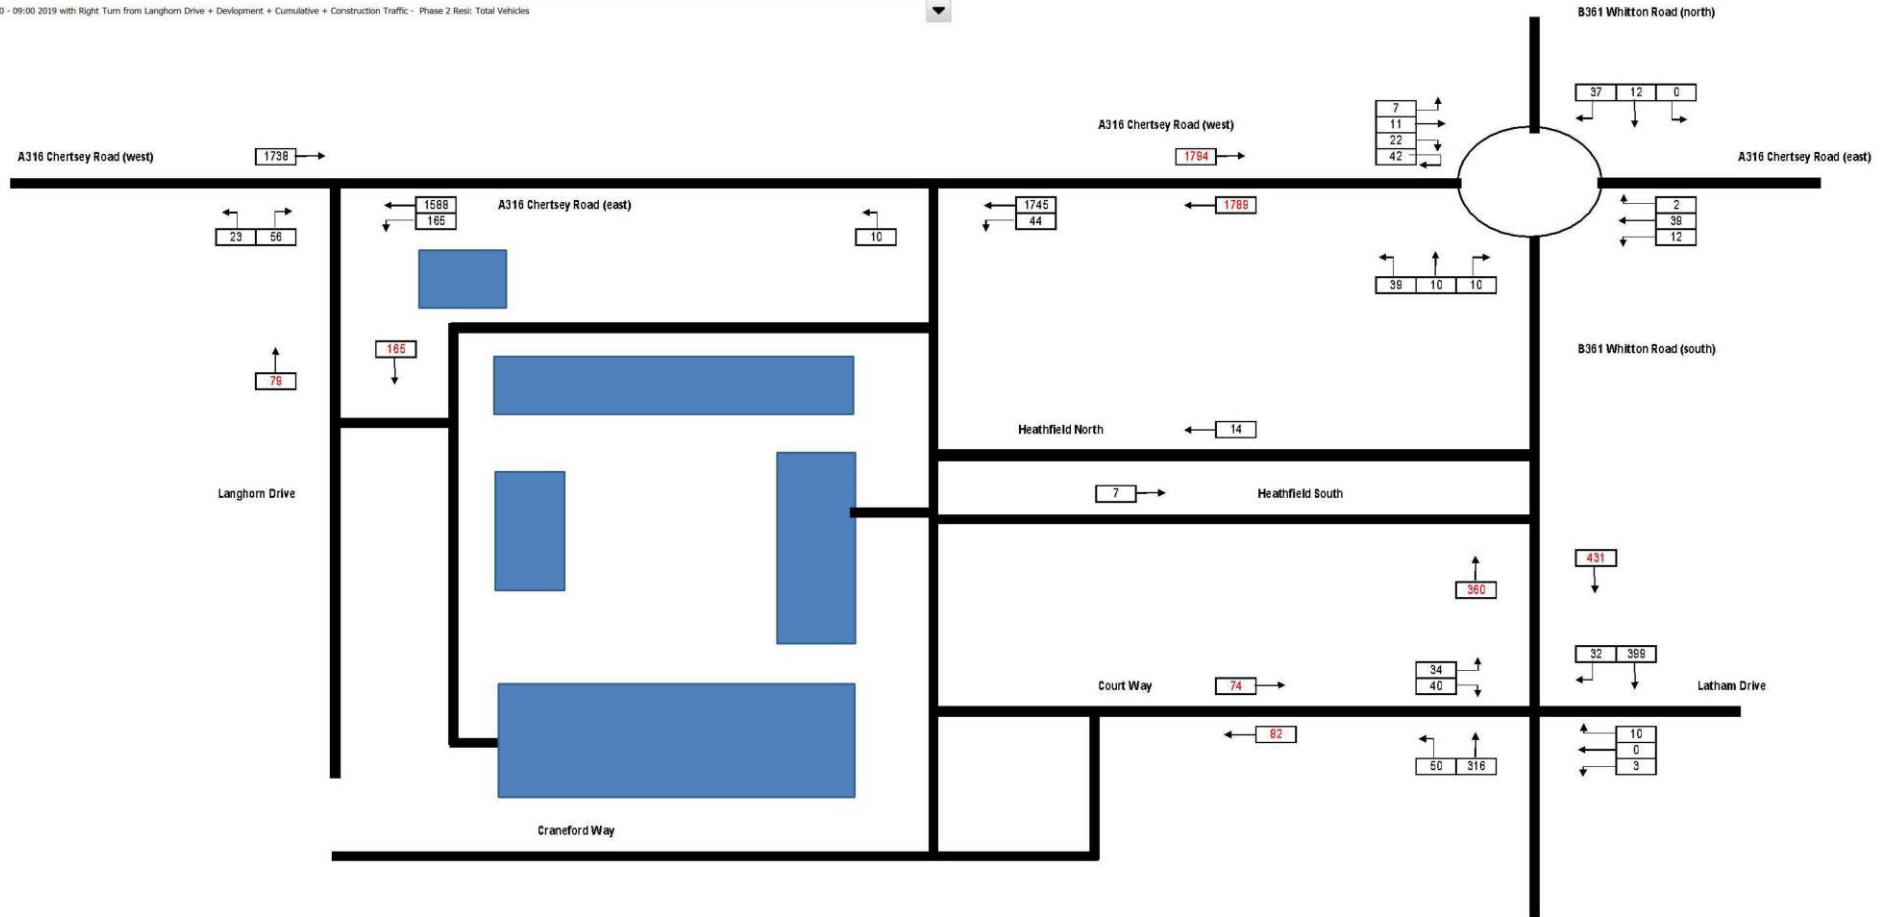 0 - 09:00 2019 with Right Turn from Langhorn Drive + Devlopment + Cumulative + Construction Traffic - Phase 2 Resi: Total Vehicles
B361 Whitton Road (north)
37 12 0
7
11
22
42
A316 Chertsey Road (west)
A316 Chertsey Road (west)
1738
1794
A316 Chertsey Road (east)
1588
165
A316 Chertsey Road (east)
1745
44
1789
2
39
12
23 56
10
39 10 10
165
B361 Whitton Road (south)
79
Heathfield North
14
Langhorn Drive
7
Heathfield South
431
360
32 399
34
40
Court Way
74
Latham Drive
82
10
0
3
50 316
Craneford Way